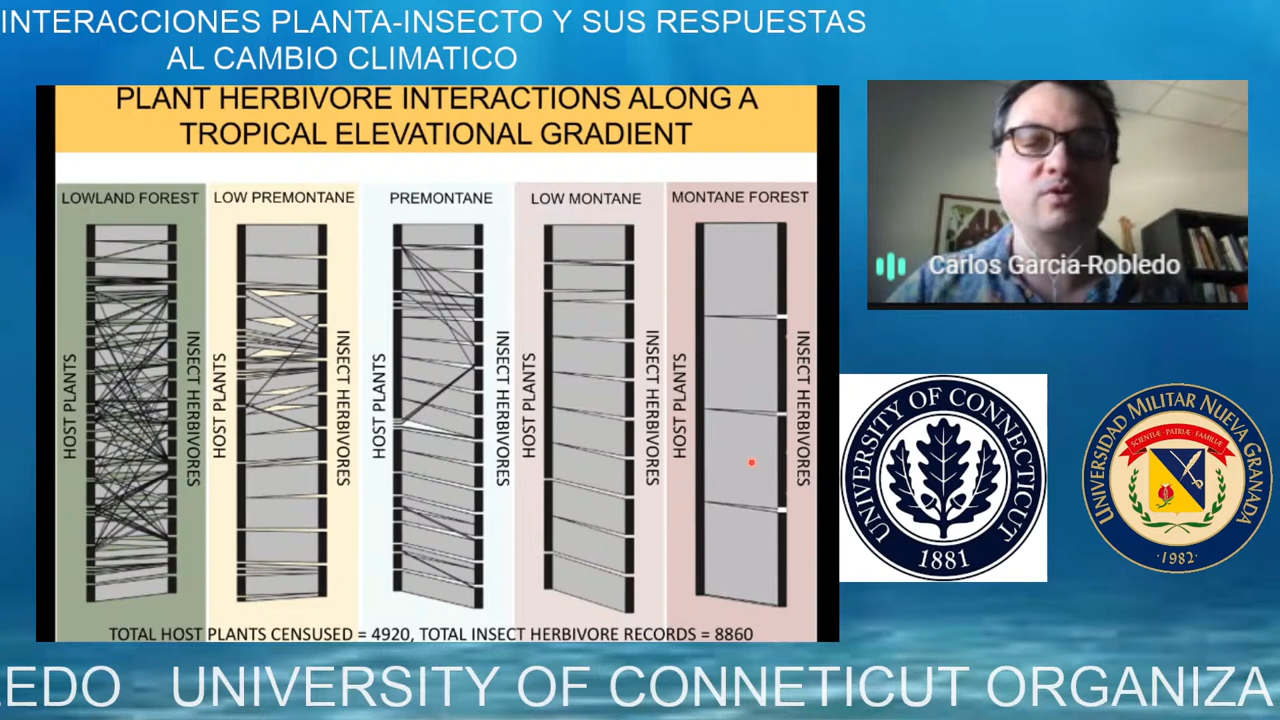 INTERACCIONES PLANTA-INSECTO Y SUS RESPUESTAS
AL CAMBIO CLIMATICO
PLANT HERBIVORE INTERACTIONS ALONG A
TROPICAL ELEVATIONAL GRADIENT
LOWLAND FOREST
LOW PREMONTANE
PREMONTANE
LOW MONTANE
MONTANE FOREST
HOST PLANTS
INSECT HERBIVORES
HOST PLANTS
INSECT HERBIVORES
HOST PLANTS
INSECT HERBIVORES
HOST PLANTS
INSECT HERBIVORES
HOST PLANTS
INSECT HERBIVORES
TOTAL HOST PLANTS CENSUSED = 4920, TOTAL INSECT HERBIVORE RECORDS = 8860
Carlos Garcia-Robledo
UNIVERSITY OF CONNECTICUT
1881
UNIVERSIDAD MILITAR NUEVA GRANADA
SCIENTIÆ · PATRIÆ · FAMILIÆ
·1982·
EDO UNIVERSITY OF CONNETICUT ORGANIZA